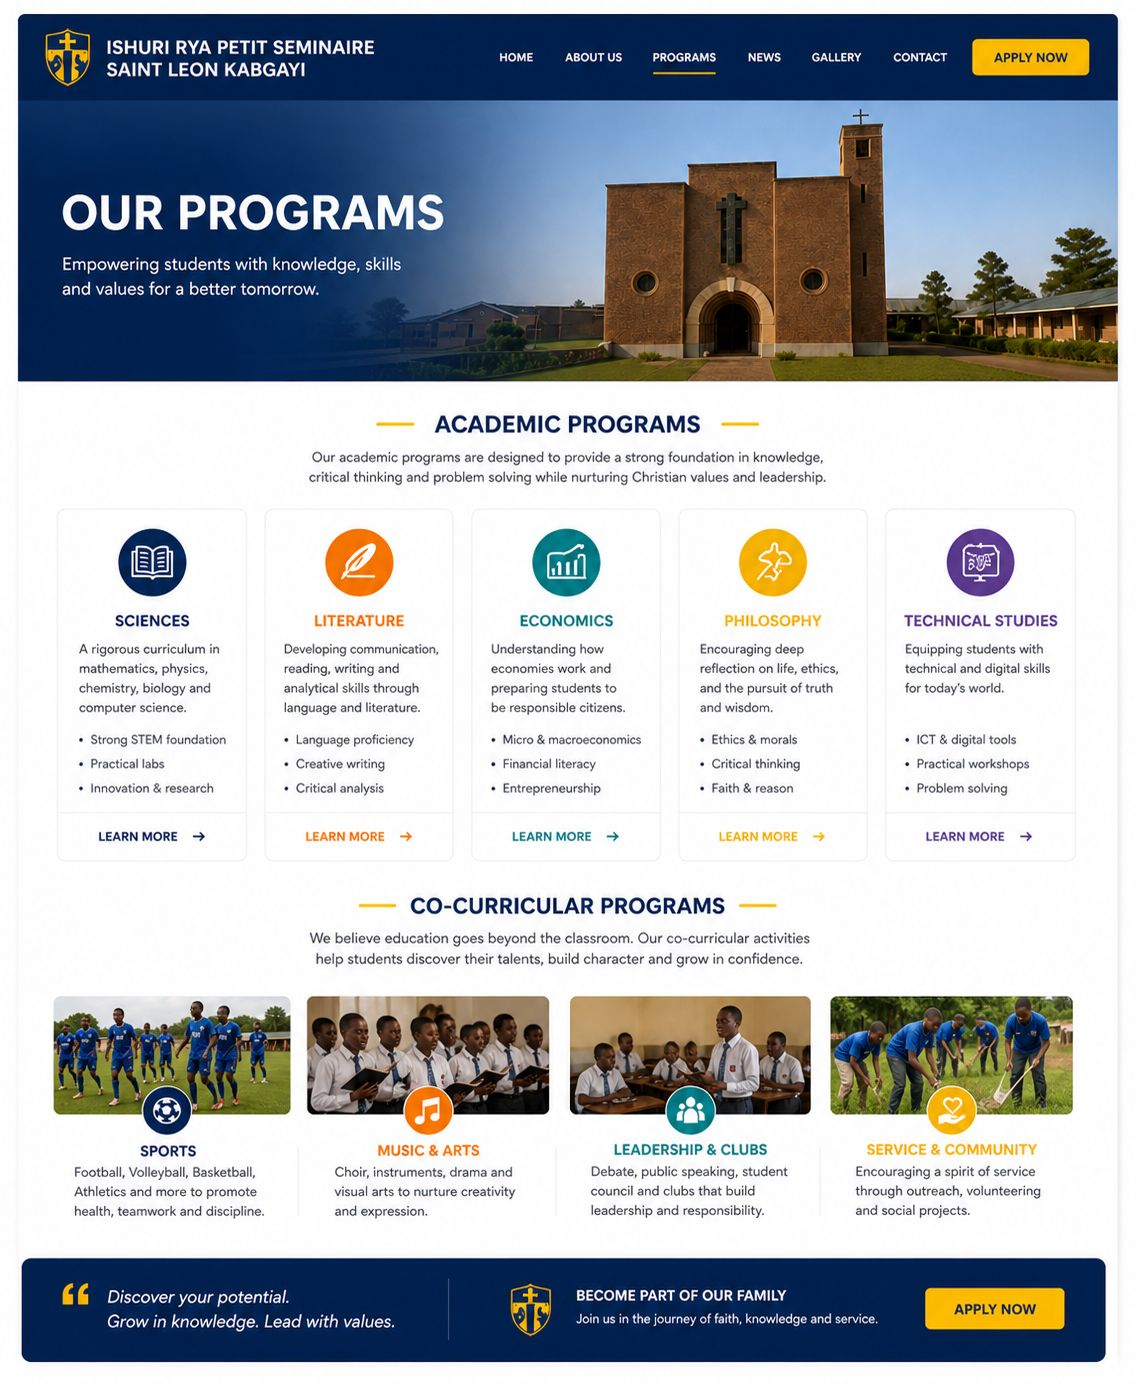 ISHURI RYA PETIT SEMINAIRE
SAINT LEON KABGAYI
HOME
ABOUT US
PROGRAMS
NEWS
GALLERY
CONTACT
APPLY NOW
OUR PROGRAMS
Empowering students with knowledge, skills
and values for a better tomorrow.
ACADEMIC PROGRAMS
Our academic programs are designed to provide a strong foundation in knowledge,
critical thinking and problem solving while nurturing Christian values and leadership.
SCIENCES
A rigorous curriculum in
mathematics, physics,
chemistry, biology and
computer science.
• Strong STEM foundation
• Practical labs
• Innovation & research
LEARN MORE →
LITERATURE
Developing communication,
reading, writing and
analytical skills through
language and literature.
• Language proficiency
• Creative writing
• Critical analysis
LEARN MORE →
ECONOMICS
Understanding how
economies work and
preparing students to
be responsible citizens.
• Micro & macroeconomics
• Financial literacy
• Entrepreneurship
LEARN MORE →
PHILOSOPHY
Encouraging deep
reflection on life, ethics,
and the pursuit of truth
and wisdom.
• Ethics & morals
• Critical thinking
• Faith & reason
LEARN MORE →
TECHNICAL STUDIES
Equipping students with
technical and digital skills
for today's world.
• ICT & digital tools
• Practical workshops
• Problem solving
LEARN MORE →
CO-CURRICULAR PROGRAMS
We believe education goes beyond the classroom. Our co-curricular activities
help students discover their talents, build character and grow in confidence.
SPORTS
Football, Volleyball, Basketball,
Athletics and more to promote
health, teamwork and discipline.
MUSIC & ARTS
Choir, instruments, drama and
visual arts to nurture creativity
and expression.
LEADERSHIP & CLUBS
Debate, public speaking, student
council and clubs that build
leadership and responsibility.
SERVICE & COMMUNITY
Encouraging a spirit of service
through outreach, volunteering
and social projects.
“ Discover your potential.
Grow in knowledge. Lead with values.
BECOME PART OF OUR FAMILY
Join us in the journey of faith, knowledge and service.
APPLY NOW